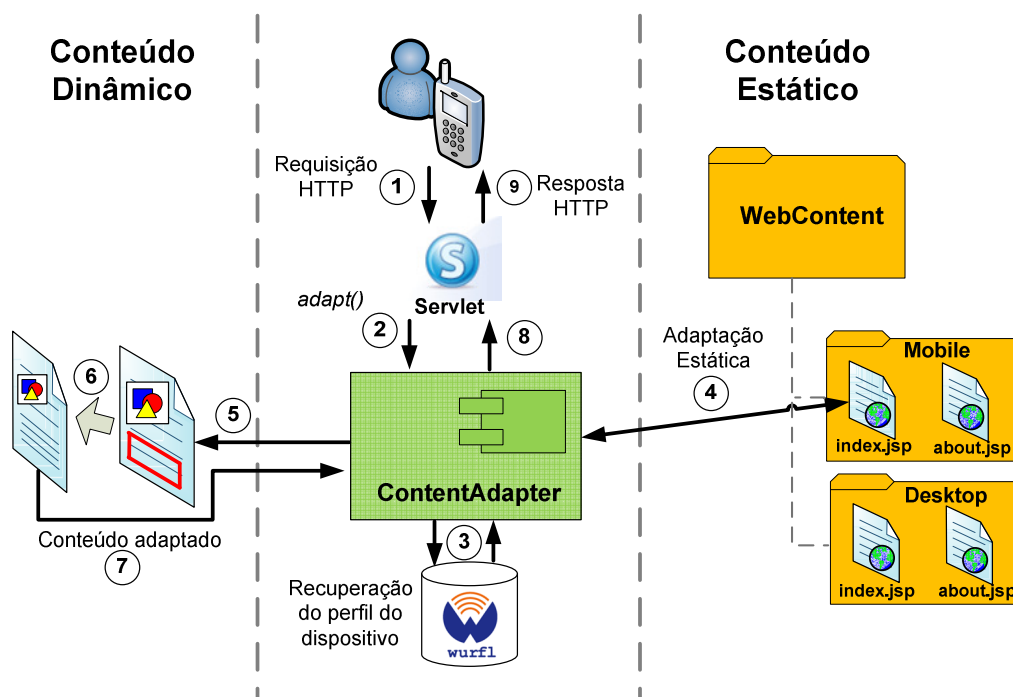 Conteúdo
Dinâmico
Conteúdo
Estático
Requisição
HTTP
1
9
Resposta
HTTP
WebContent
S
Servlet
adapt()
2
8
Adaptação
Estática
4
Mobile
index.jsp
about.jsp
6
5
ContentAdapter
Desktop
index.jsp
about.jsp
Conteúdo adaptado
7
3
Recuperação
do perfil do
dispositivo
wurfl